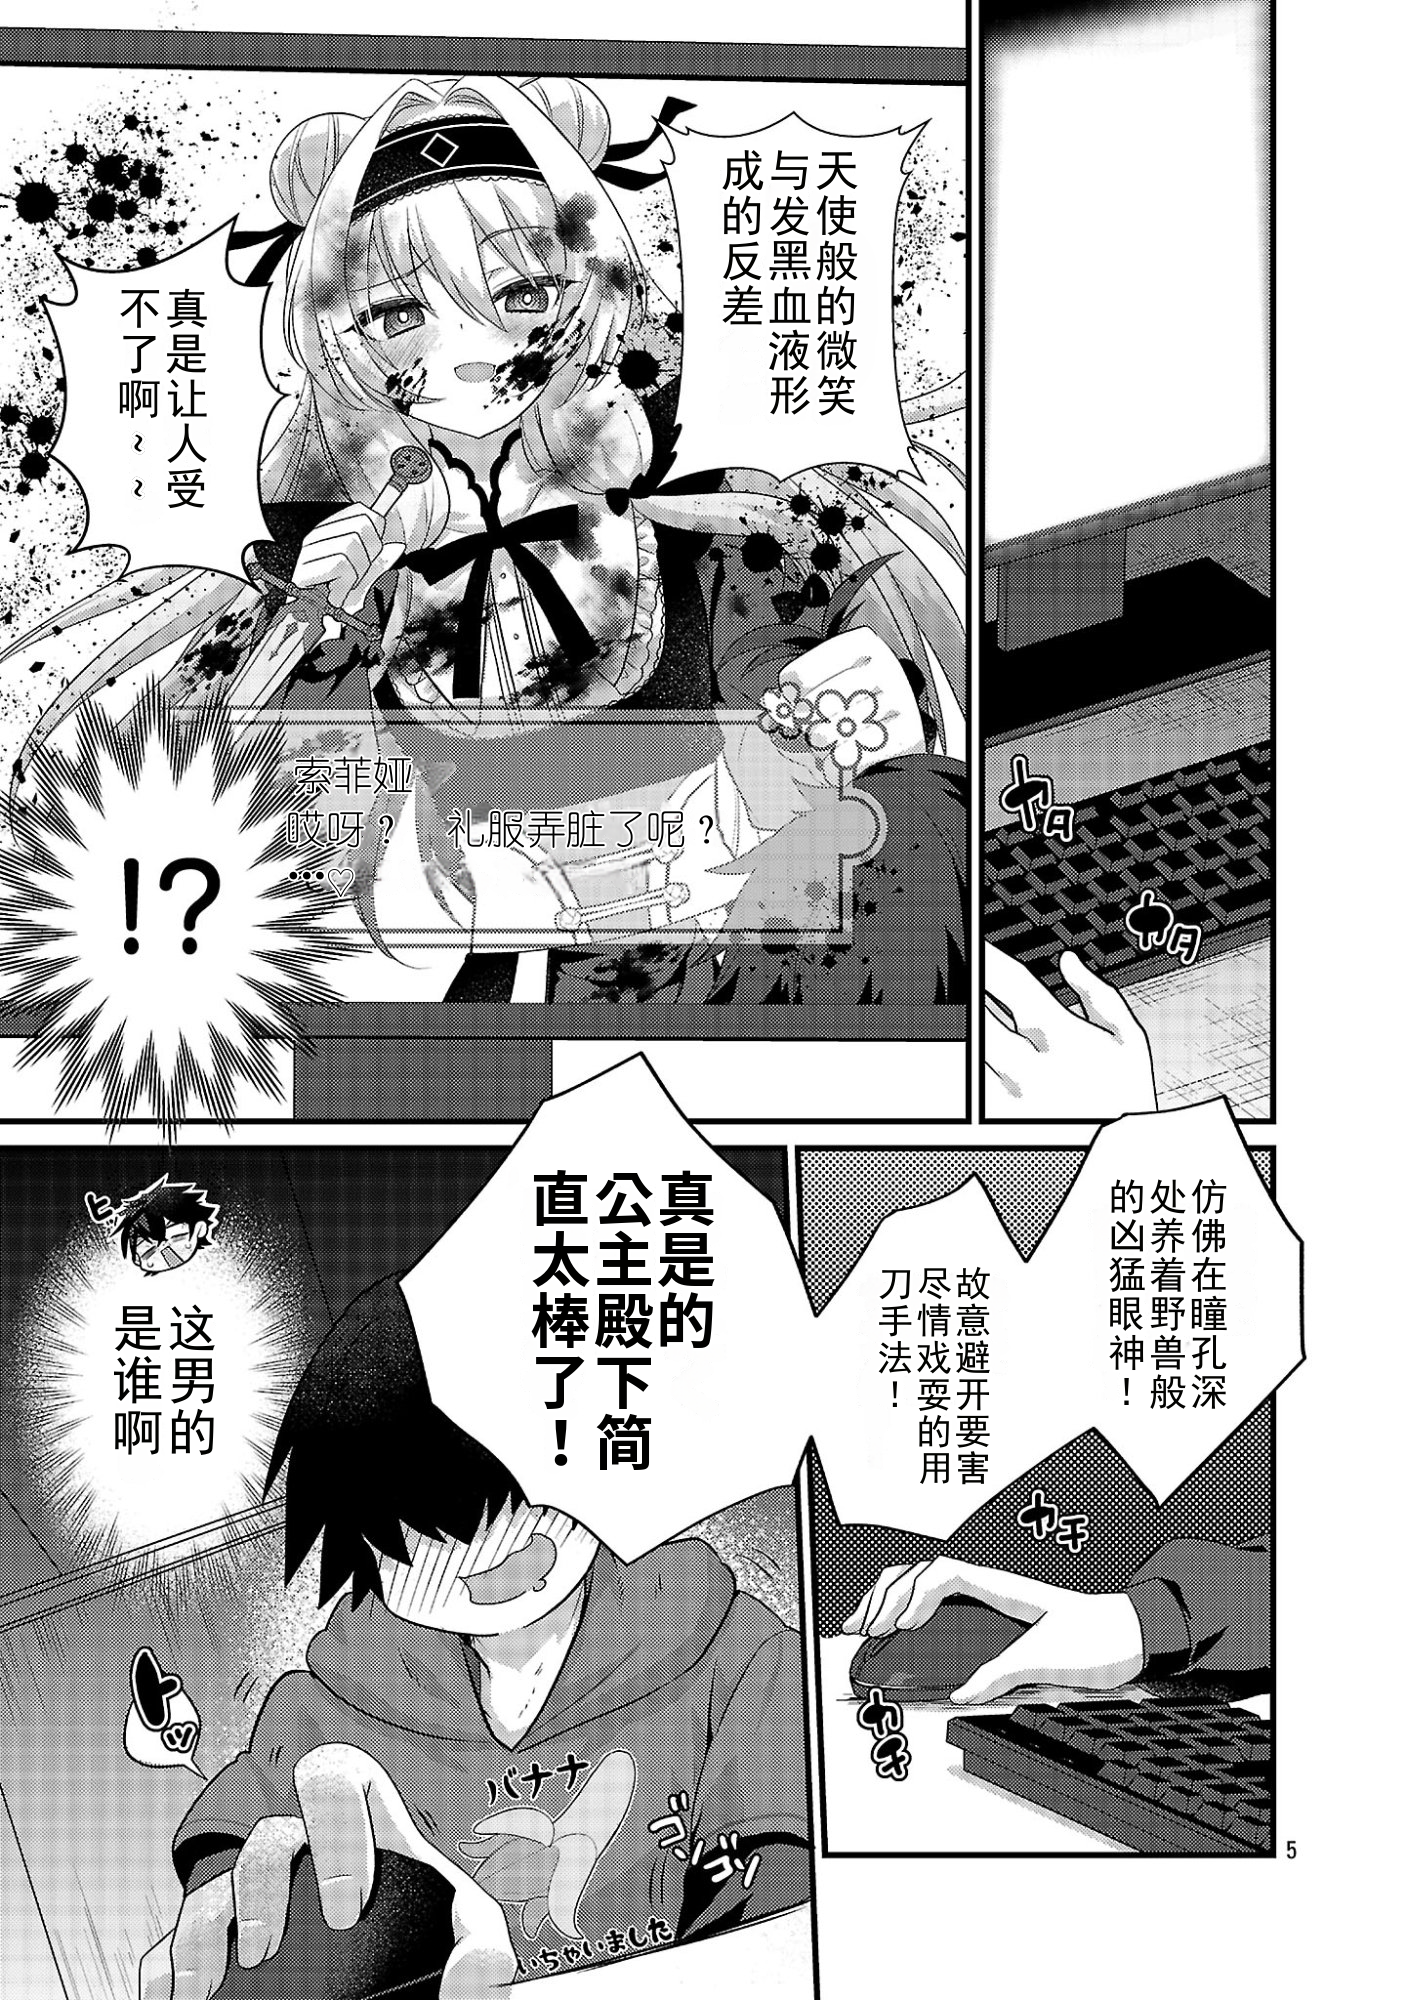 カタ
カタ
天使般的微笑
与发黑血液形
成的反差
真是让人受
不了啊~~
索菲娅
哎呀? 礼服弄脏了呢?
…♡
!?
仿佛在瞳孔深
处养着野兽般
的凶猛眼神！
故意避开要害
尽情戏耍的用
刀手法！
カチ
カチ
真是的
公主殿下简
直太棒了！
ヒｯ
这男的
是谁啊
トッ
バナナ
ゴソゴソ
いちゃいました
5